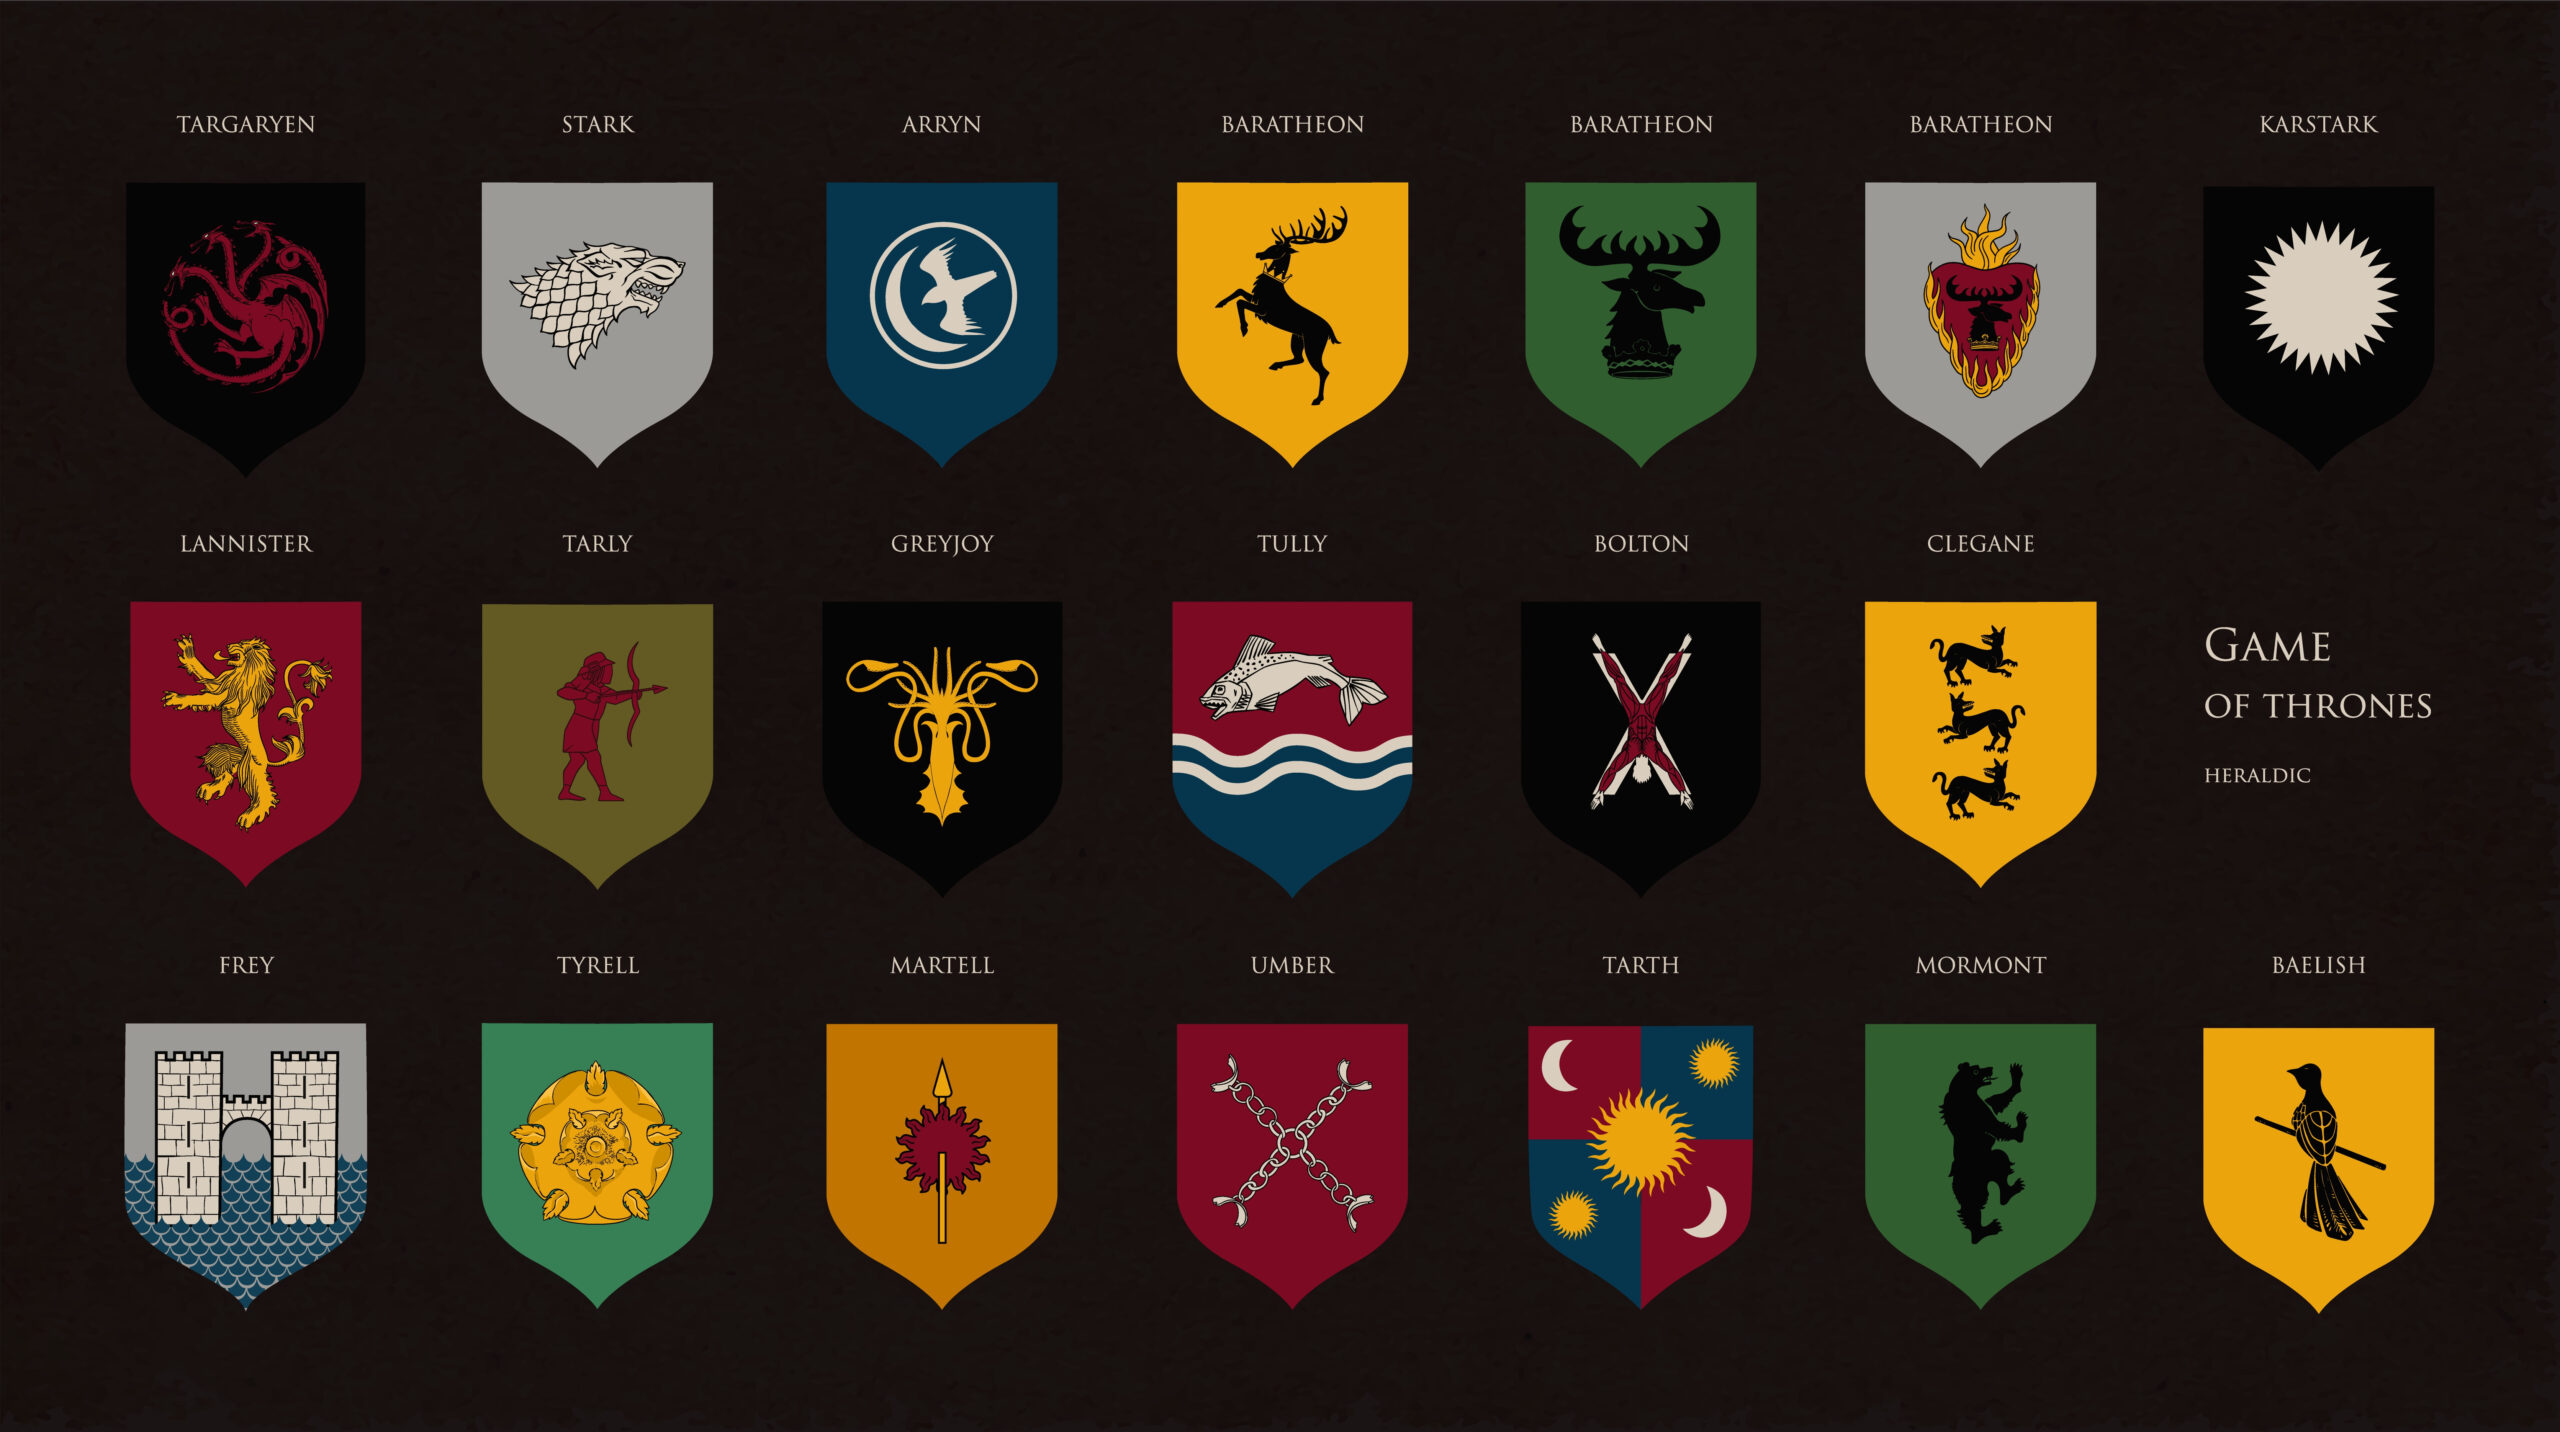 TARGARYEN
STARK
ARRYN
BARATHEON
BARATHEON
BARATHEON
KARSTARK
LANNISTER
TARLY
GREYJOY
TULLY
BOLTON
CLEGANE
GAME
OF THRONES
HERALDIC
FREY
TYRELL
MARTELL
UMBER
TARTH
MORMONT
BAELISH